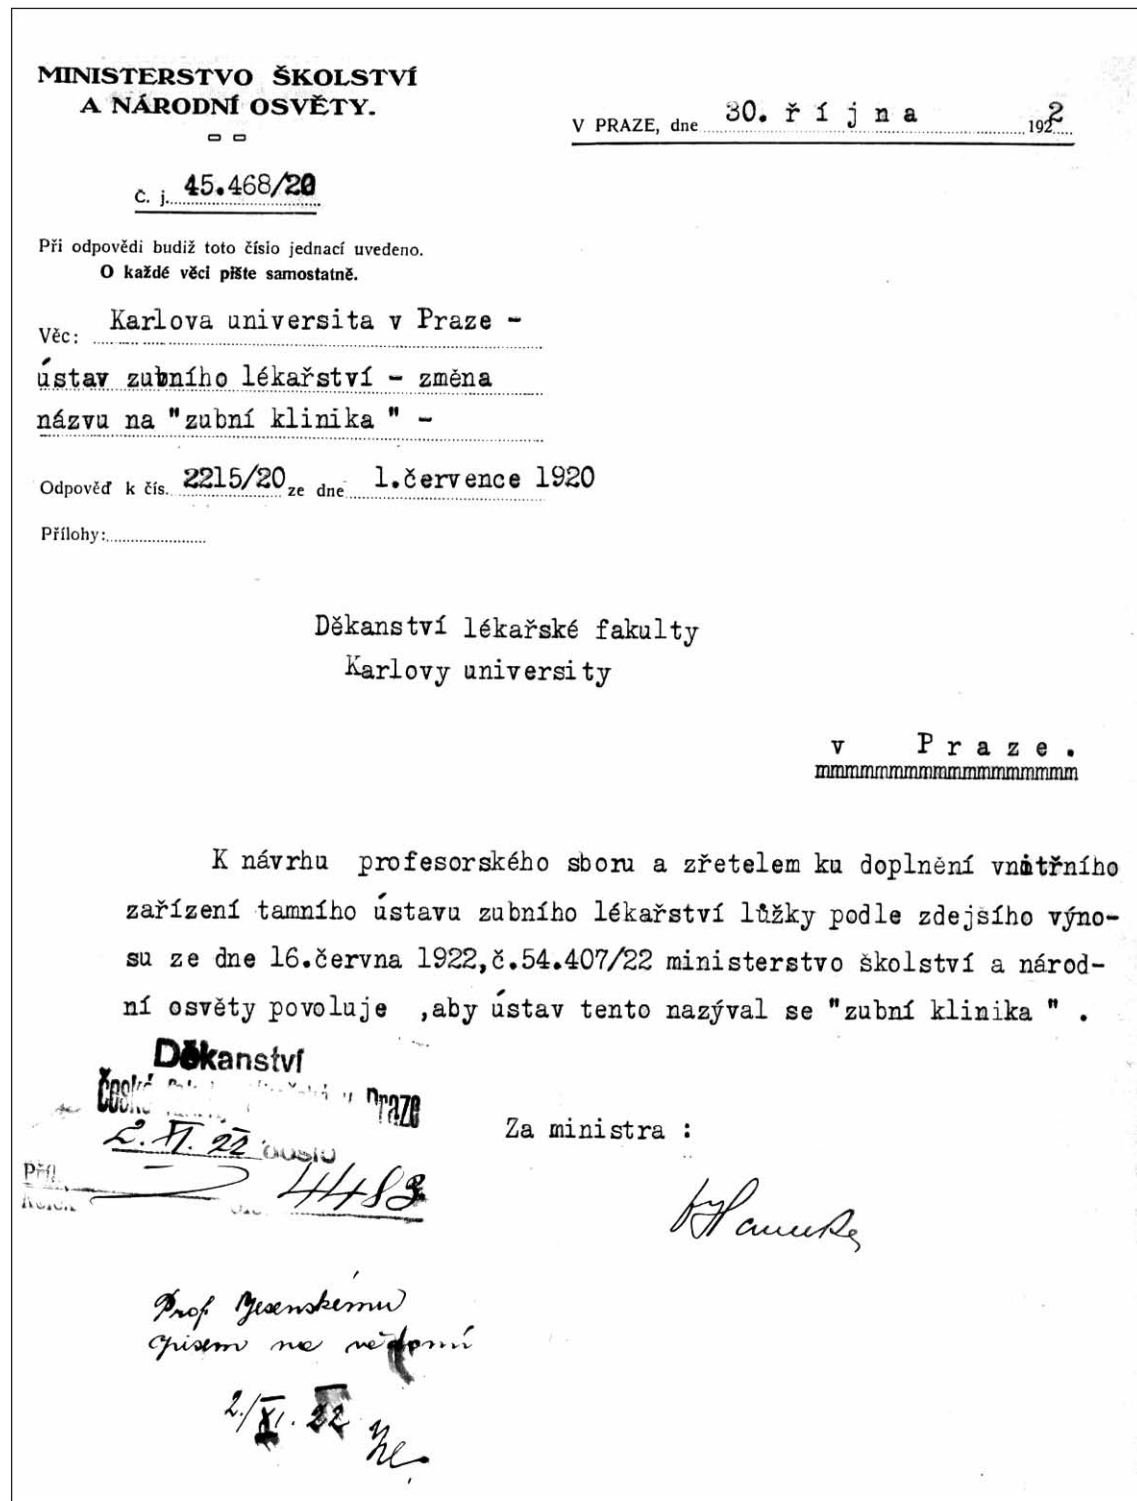 MINISTERSTVO ŠKOLSTVÍ
A NÁRODNÍ OSVĚTY.
V PRAZE, dne 30. října 1922
Č. j. 45.468/20
Při odpovědi budiž toto číslo jednací uvedeno.
O každé věci pište samostatně.
Věc: Karlova universita v Praze -
ústav zubního lékařství - změna
názvu na "zubní klinika " -
Odpověď k čís. 2215/20 ze dne 1.července 1920
Přílohy:
Děkanství lékařské fakulty
Karlovy university
v Praze.
mmmmmmmmmmmmmmmmmm
K návrhu profesorského sboru a zřetelem ku doplnění vnitřního
zařízení tamního ústavu zubního lékařství lůžky podle zdejšího výno-
su ze dne 16.června 1922,č.54.407/22 ministerstvo školství a národ-
ní osvěty povoluje ,aby ústav tento nazýval se "zubní klinika " .
Děkanství
České v Praze
2. XI. 22 došlo
Příl.
4483
Za ministra :
Prof. Jesenskému
opisem na vědomí
2./XI. 22